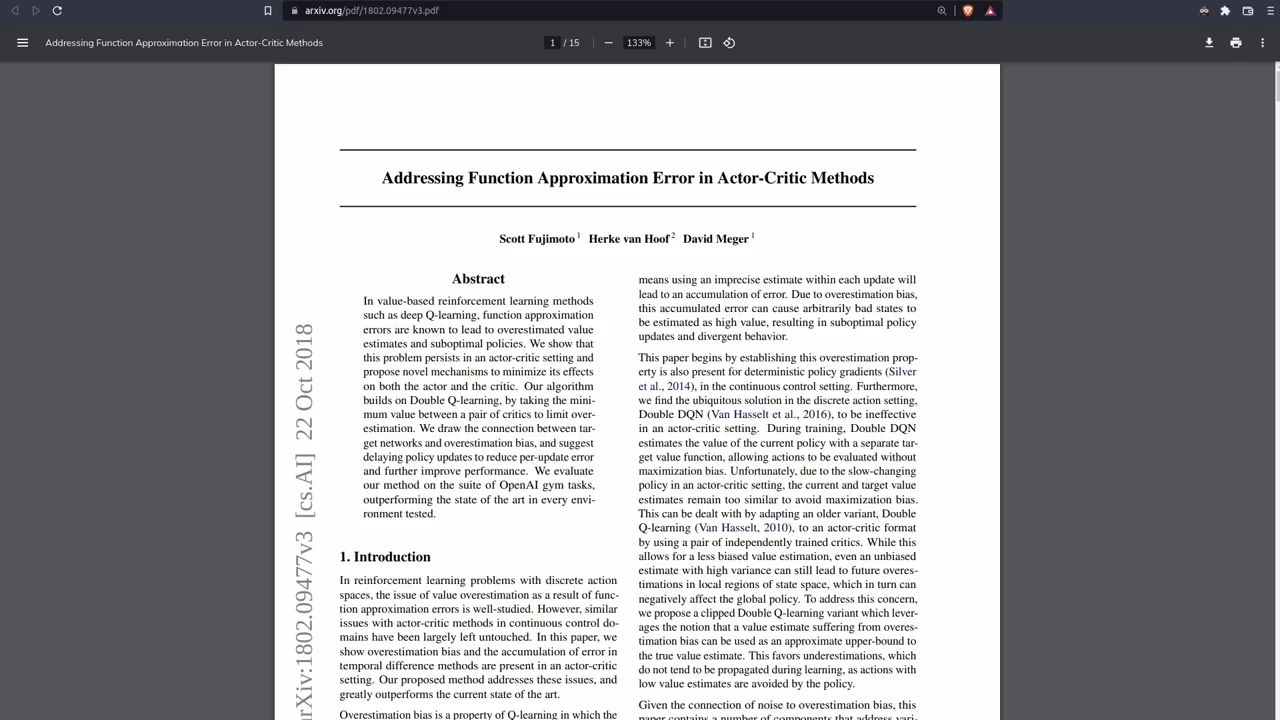 arxiv.org/pdf/1802.09477v3.pdf
Addressing Function Approximation Error in Actor-Critic Methods
1 / 15
133%
Addressing Function Approximation Error in Actor-Critic Methods
Scott Fujimoto 1 Herke van Hoof 2 David Meger 1
Abstract
In value-based reinforcement learning methods
such as deep Q-learning, function approximation
errors are known to lead to overestimated value
estimates and suboptimal policies. We show that
this problem persists in an actor-critic setting and
propose novel mechanisms to minimize its effects
on both the actor and the critic. Our algorithm
builds on Double Q-learning, by taking the mini-
mum value between a pair of critics to limit over-
estimation. We draw the connection between tar-
get networks and overestimation bias, and suggest
delaying policy updates to reduce per-update error
and further improve performance. We evaluate
our method on the suite of OpenAI gym tasks,
outperforming the state of the art in every envi-
ronment tested.
1. Introduction
In reinforcement learning problems with discrete action
spaces, the issue of value overestimation as a result of func-
tion approximation errors is well-studied. However, similar
issues with actor-critic methods in continuous control do-
mains have been largely left untouched. In this paper, we
show overestimation bias and the accumulation of error in
temporal difference methods are present in an actor-critic
setting. Our proposed method addresses these issues, and
greatly outperforms the current state of the art.
Overestimation bias is a property of Q-learning in which the
means using an imprecise estimate within each update will
lead to an accumulation of error. Due to overestimation bias,
this accumulated error can cause arbitrarily bad states to
be estimated as high value, resulting in suboptimal policy
updates and divergent behavior.
This paper begins by establishing this overestimation prop-
erty is also present for deterministic policy gradients (Silver
et al., 2014), in the continuous control setting. Furthermore,
we find the ubiquitous solution in the discrete action setting,
Double DQN (Van Hasselt et al., 2016), to be ineffective
in an actor-critic setting. During training, Double DQN
estimates the value of the current policy with a separate tar-
get value function, allowing actions to be evaluated without
maximization bias. Unfortunately, due to the slow-changing
policy in an actor-critic setting, the current and target value
estimates remain too similar to avoid maximization bias.
This can be dealt with by adapting an older variant, Double
Q-learning (Van Hasselt, 2010), to an actor-critic format
by using a pair of independently trained critics. While this
allows for a less biased value estimation, even an unbiased
estimate with high variance can still lead to future overes-
timations in local regions of state space, which in turn can
negatively affect the global policy. To address this concern,
we propose a clipped Double Q-learning variant which lever-
ages the notion that a value estimate suffering from overes-
timation bias can be used as an approximate upper-bound to
the true value estimate. This favors underestimations, which
do not tend to be propagated during learning, as actions with
low value estimates are avoided by the policy.
Given the connection of noise to overestimation bias, this
paper contains a number of components that address vari-
arXiv:1802.09477v3 [cs.AI] 22 Oct 2018